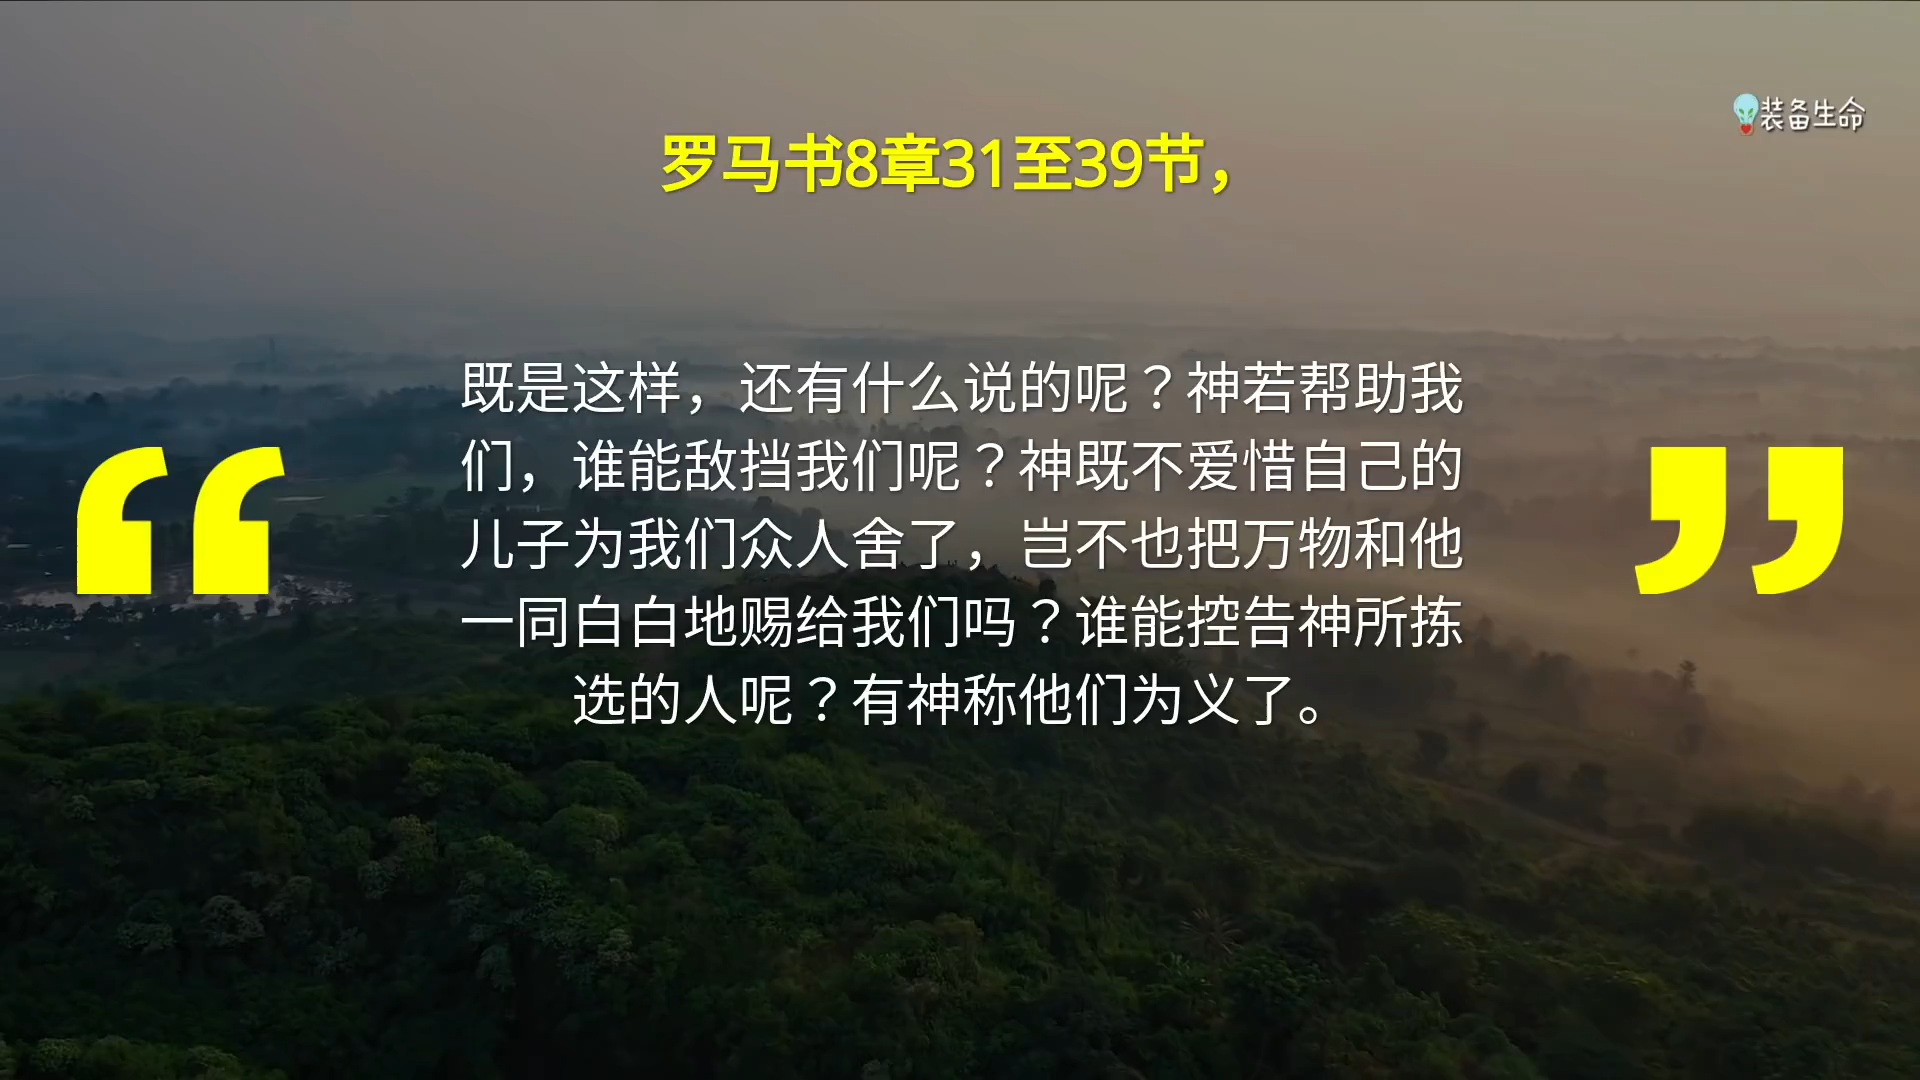 装备生命
罗马书8章31至39节，
既是这样，还有什么说的呢？神若帮助我
们，谁能敌挡我们呢？神既不爱惜自己的
儿子为我们众人舍了，岂不也把万物和他
一同白白地赐给我们吗？谁能控告神所拣
选的人呢？有神称他们为义了。